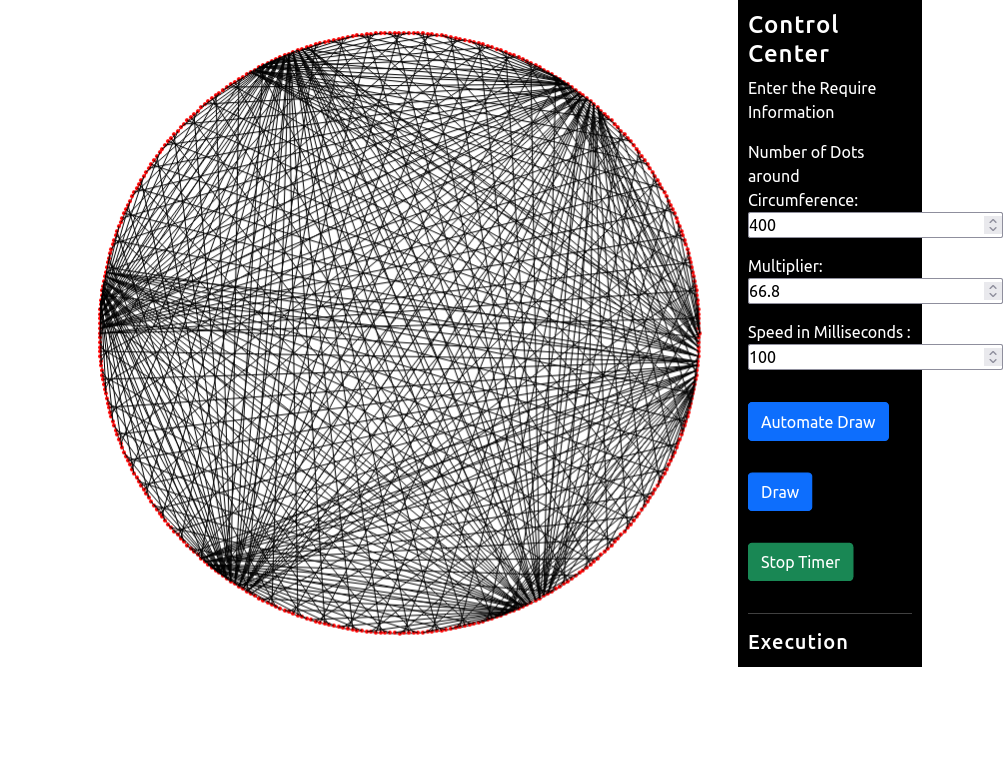 Control
Center
Enter the Require
Information
Number of Dots
around
Circumference:
400
Multiplier:
66.8
Speed in Milliseconds :
100
Automate Draw
Draw
Stop Timer
Execution